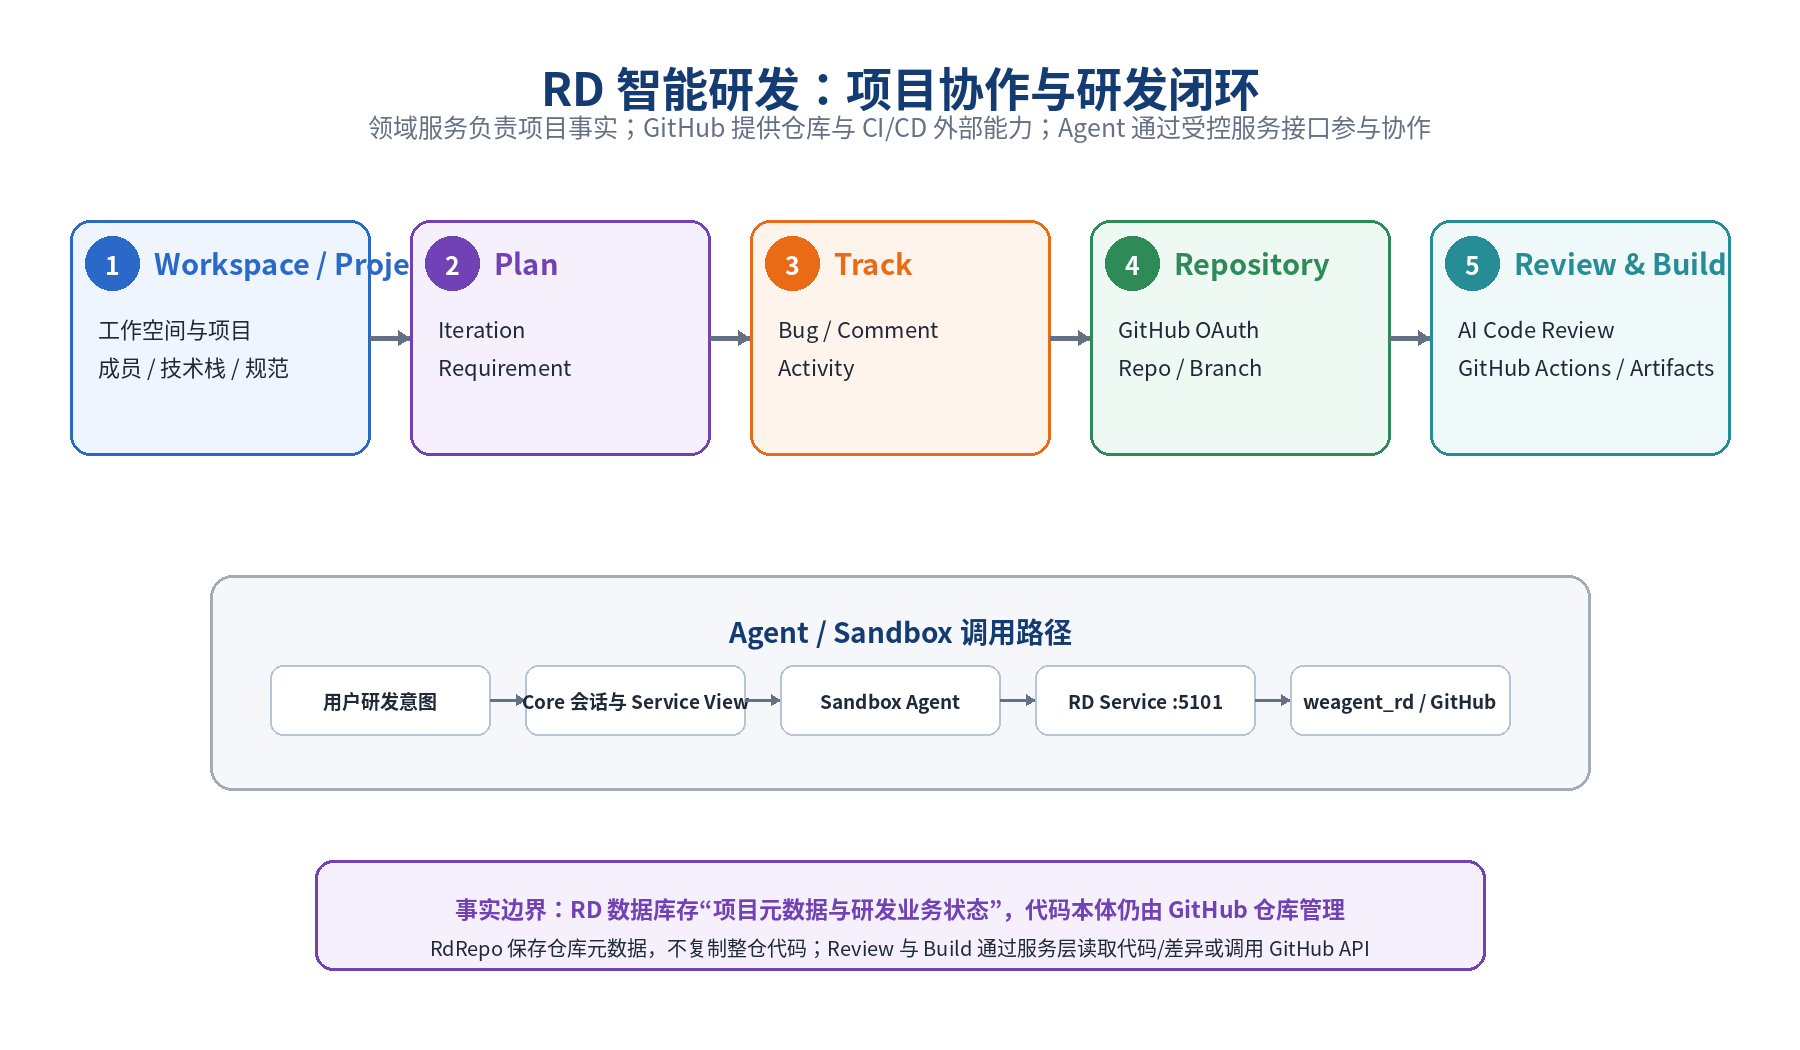 RD 智能研发：项目协作与研发闭环
领域服务负责项目事实；GitHub 提供仓库与 CI/CD 外部能力；Agent 通过受控服务接口参与协作
1 Workspace / Proje
工作空间与项目
成员 / 技术栈 / 规范
2 Plan
Iteration
Requirement
3 Track
Bug / Comment
Activity
4 Repository
GitHub OAuth
Repo / Branch
5 Review & Build
AI Code Review
GitHub Actions / Artifacts
Agent / Sandbox 调用路径
用户研发意图
Core 会话与 Service View
Sandbox Agent
RD Service :5101
weagent_rd / GitHub
事实边界：RD 数据库存“项目元数据与研发业务状态”，代码本体仍由 GitHub 仓库管理
RdRepo 保存仓库元数据，不复制整仓代码；Review 与 Build 通过服务层读取代码/差异或调用 GitHub API